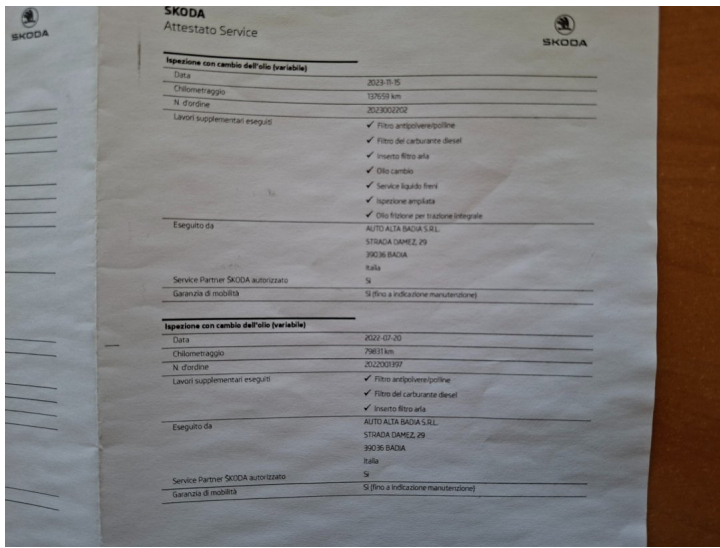 SKODA
SKODA
Attestato Service
SKODA
Ispezione con cambio dell'olio (variabile)
Data 2023-11-15
Chilometraggio 137659 km
N. d'ordine 2023002202
Lavori supplementari eseguiti ✓ Filtro antipolvere/polline
✓ Filtro del carburante diesel
✓ Inserto filtro aria
✓ Olio cambio
✓ Service liquido freni
✓ Ispezione ampliata
✓ Olio frizione per trazione integrale
Eseguito da AUTO ALTA BADIA S.R.L.
STRADA DAMEZ, 29
39036 BADIA
Italia
Service Partner ŠKODA autorizzato Sì
Garanzia di mobilità Sì (fino a indicazione manutenzione)
Ispezione con cambio dell'olio (variabile)
Data 2022-07-20
Chilometraggio 79831 km
N. d'ordine 2022001397
Lavori supplementari eseguiti ✓ Filtro antipolvere/polline
✓ Filtro del carburante diesel
✓ Inserto filtro aria
Eseguito da AUTO ALTA BADIA S.R.L.
STRADA DAMEZ, 29
39036 BADIA
Italia
Service Partner ŠKODA autorizzato Sì
Garanzia di mobilità Sì (fino a indicazione manutenzione)